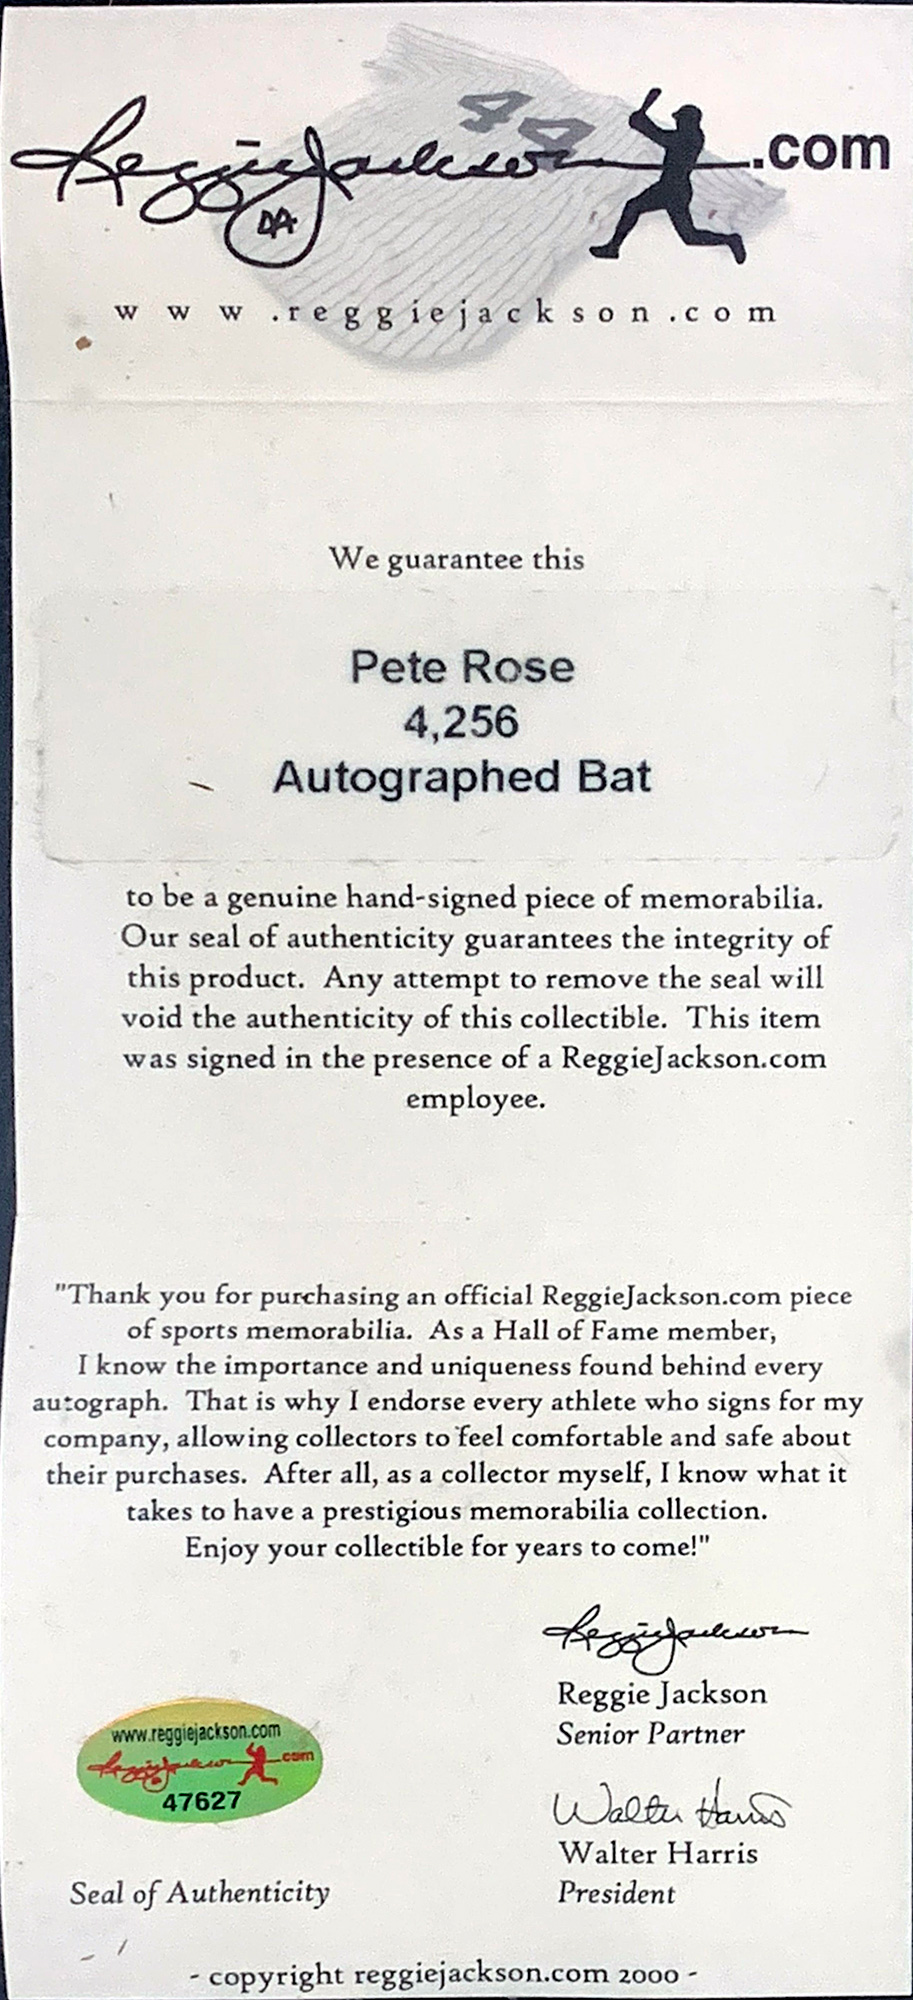 ReggieJackson.com
44
44
www.reggiejackson.com
We guarantee this
Pete Rose
4,256
Autographed Bat
to be a genuine hand-signed piece of memorabilia.
Our seal of authenticity guarantees the integrity of
this product. Any attempt to remove the seal will
void the authenticity of this collectible. This item
was signed in the presence of a ReggieJackson.com
employee.
"Thank you for purchasing an official ReggieJackson.com piece
of sports memorabilia. As a Hall of Fame member,
I know the importance and uniqueness found behind every
autograph. That is why I endorse every athlete who signs for my
company, allowing collectors to feel comfortable and safe about
their purchases. After all, as a collector myself, I know what it
takes to have a prestigious memorabilia collection.
Enjoy your collectible for years to come!"
Reggie Jackson
Reggie Jackson
Senior Partner
www.reggiejackson.com
ReggieJackson.com
47627
Walter Harris
Walter Harris
President
Seal of Authenticity
- copyright reggiejackson.com 2000 -